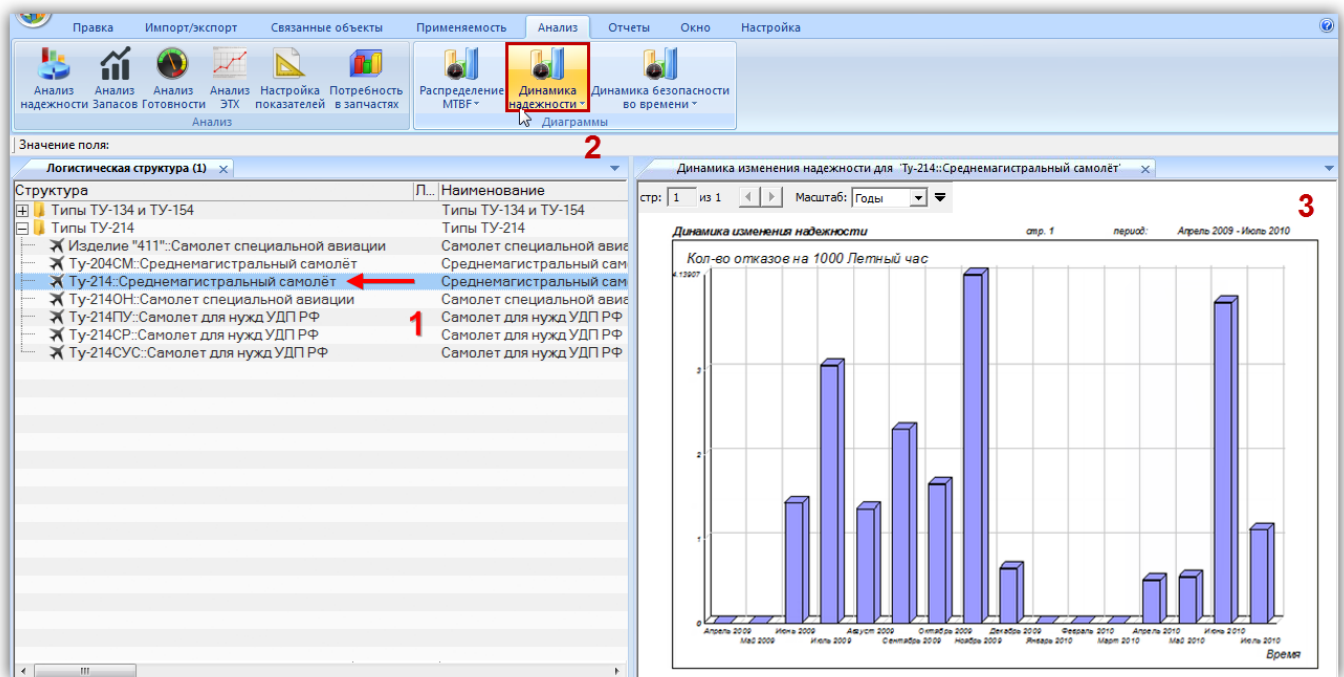 Правка Импорт/экспорт Связанные объекты Применяемость Анализ Отчеты Окно Настройка
Анализ надежности
Анализ Запасов
Анализ Готовности
Анализ ЭТХ
Настройка показателей
Потребность в запчастях
Распределение MTBF
Динамика надежности
Динамика безопасности во времени
Анализ
Диаграммы
2
Значение поля:
Логистическая структура (1)
Структура Л... Наименование
Типы ТУ-134 и ТУ-154 Типы ТУ-134 и ТУ-154
Типы ТУ-214 Типы ТУ-214
Изделие "411"::Самолет специальной авиации Самолет специальной авиа
Ту-204СМ::Среднемагистральный самолёт Среднемагистральный сам
Ту-214::Среднемагистральный самолёт Среднемагистральный сам
Ту-214ОН::Самолет специальной авиации Самолет специальной авиа
Ту-214ПУ::Самолет для нужд УДП РФ Самолет для нужд УДП РФ
Ту-214СР::Самолет для нужд УДП РФ Самолет для нужд УДП РФ
Ту-214СУС::Самолет для нужд УДП РФ Самолет для нужд УДП РФ
1
Динамика изменения надежности для 'Ту-214::Среднемагистральный самолёт'
стр: 1 из 1 Масштаб: Годы
3
Динамика изменения надежности стр. 1 период: Апрель 2009 - Июль 2010
Кол-во отказов на 1000 Летный час
4.13907
3
2
1
0
Апрель 2009 Июнь 2009 Август 2009 Октябрь 2009 Декабрь 2009 Февраль 2010 Апрель 2010 Июнь 2010
Май 2009 Июль 2009 Сентябрь 2009 Ноябрь 2009 Январь 2010 Март 2010 Май 2010 Июль 2010
Время